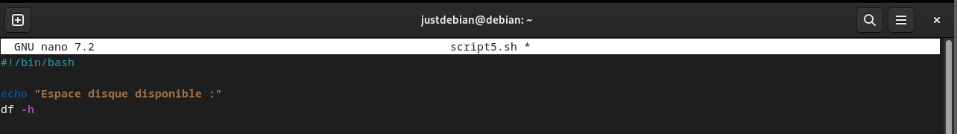 justdebian@debian: ~
GNU nano 7.2 script5.sh *
#!/bin/bash
echo "Espace disque disponible :"
df -h